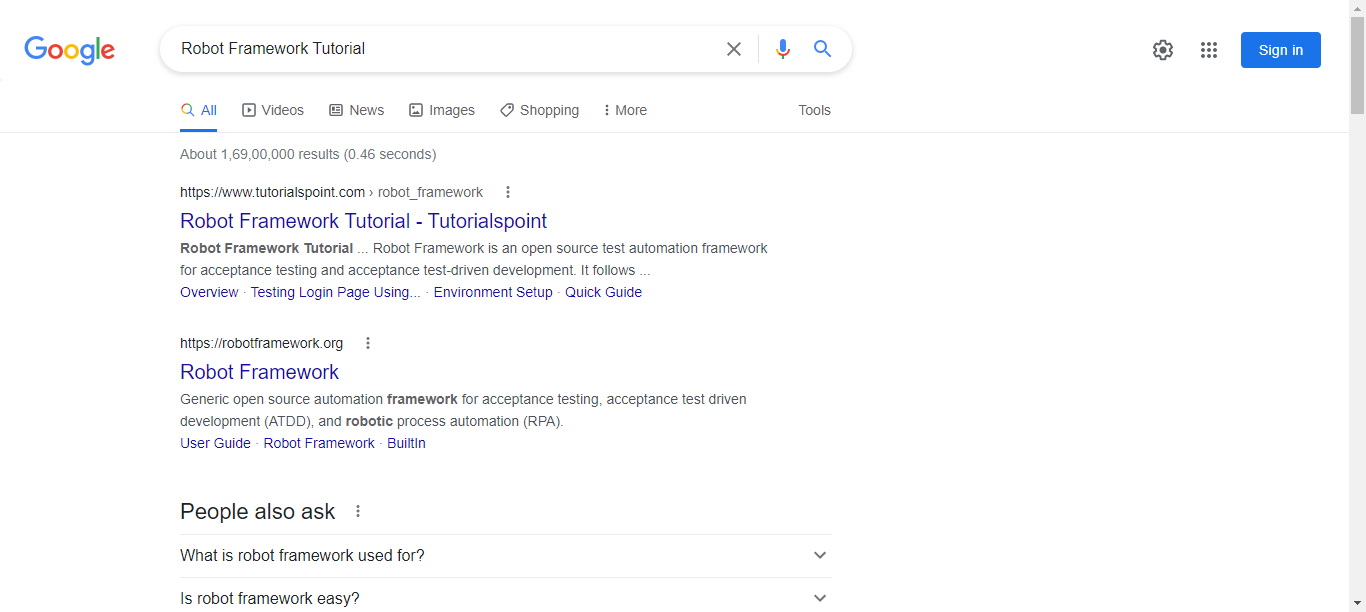 Google
Robot Framework Tutorial
Sign in
All Videos News Images Shopping More Tools
About 1,69,00,000 results (0.46 seconds)
https://www.tutorialspoint.com › robot_framework
Robot Framework Tutorial - Tutorialspoint
Robot Framework Tutorial ... Robot Framework is an open source test automation framework
for acceptance testing and acceptance test-driven development. It follows ...
Overview · Testing Login Page Using... · Environment Setup · Quick Guide
https://robotframework.org
Robot Framework
Generic open source automation framework for acceptance testing, acceptance test driven
development (ATDD), and robotic process automation (RPA).
User Guide · Robot Framework · BuiltIn
People also ask
What is robot framework used for?
Is robot framework easy?